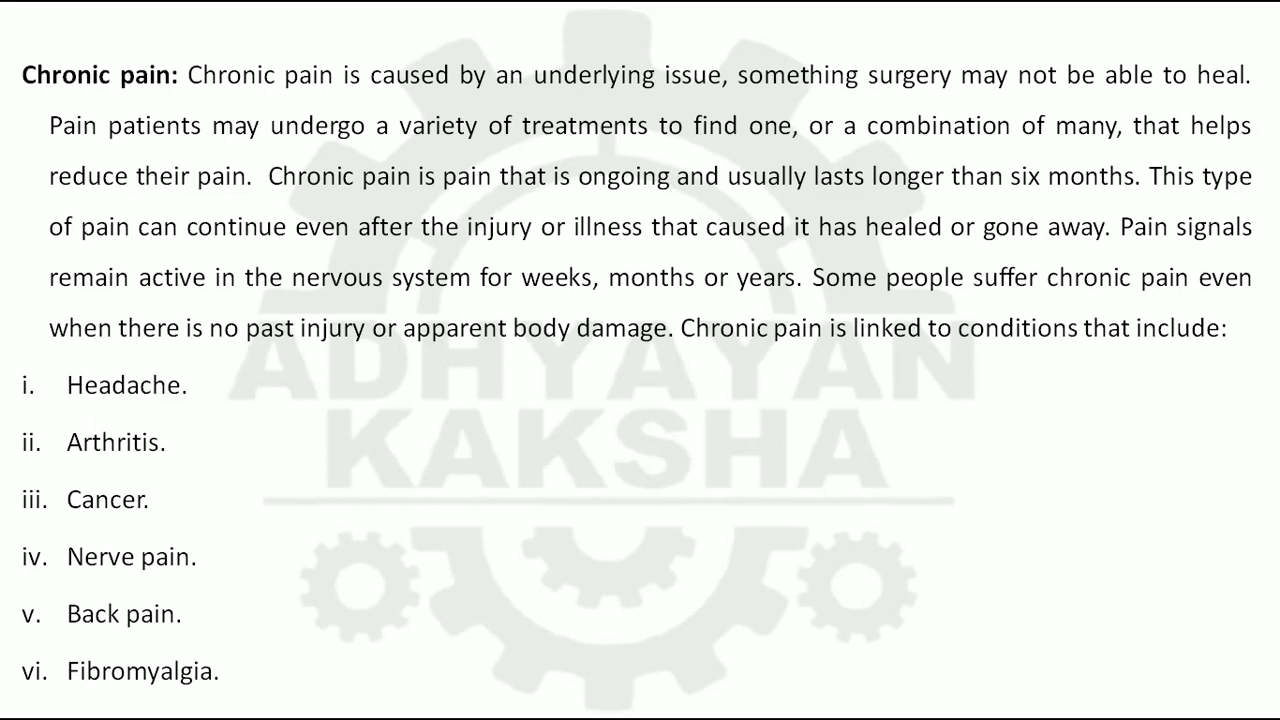 Chronic pain: Chronic pain is caused by an underlying issue, something surgery may not be able to heal.
Pain patients may undergo a variety of treatments to find one, or a combination of many, that helps
reduce their pain.  Chronic pain is pain that is ongoing and usually lasts longer than six months. This type
of pain can continue even after the injury or illness that caused it has healed or gone away. Pain signals
remain active in the nervous system for weeks, months or years. Some people suffer chronic pain even
when there is no past injury or apparent body damage. Chronic pain is linked to conditions that include:
ADHYAYAN
i. Headache.
KAKSHA
ii. Arthritis.
iii. Cancer.
iv. Nerve pain.
v. Back pain.
vi. Fibromyalgia.